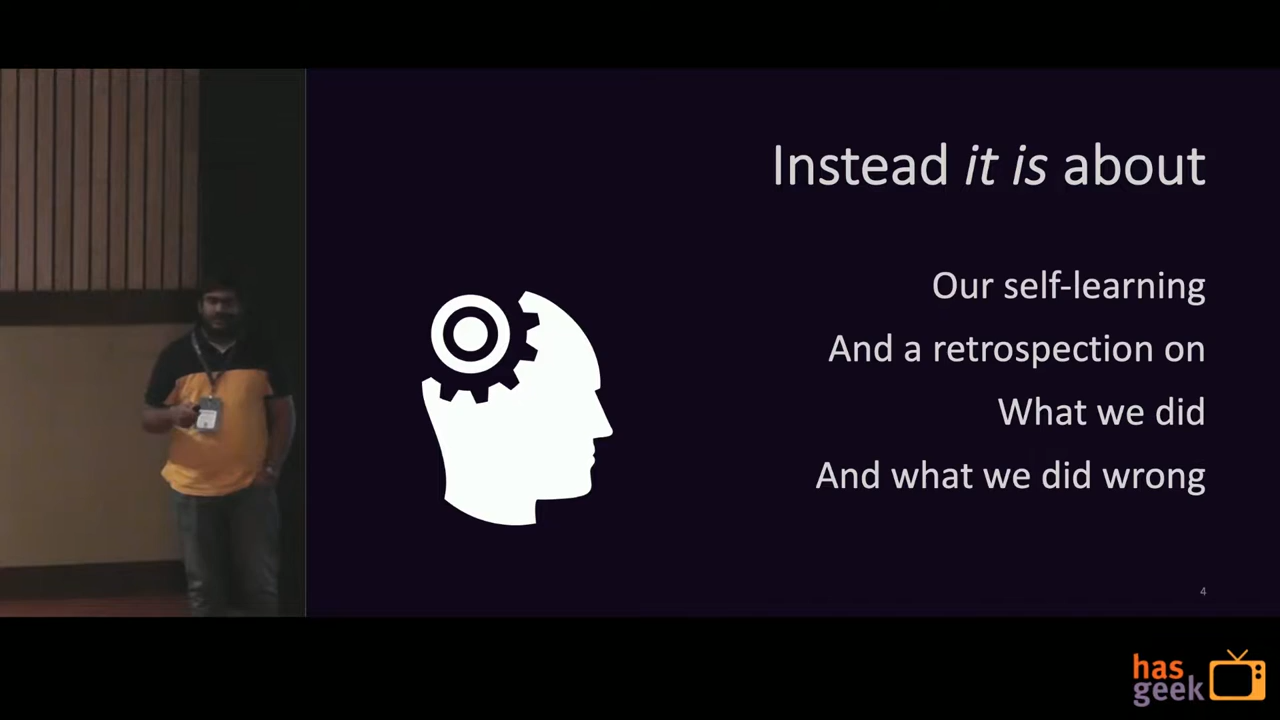 Instead it is about
Our self-learning
And a retrospection on
What we did
And what we did wrong
4
has
geek